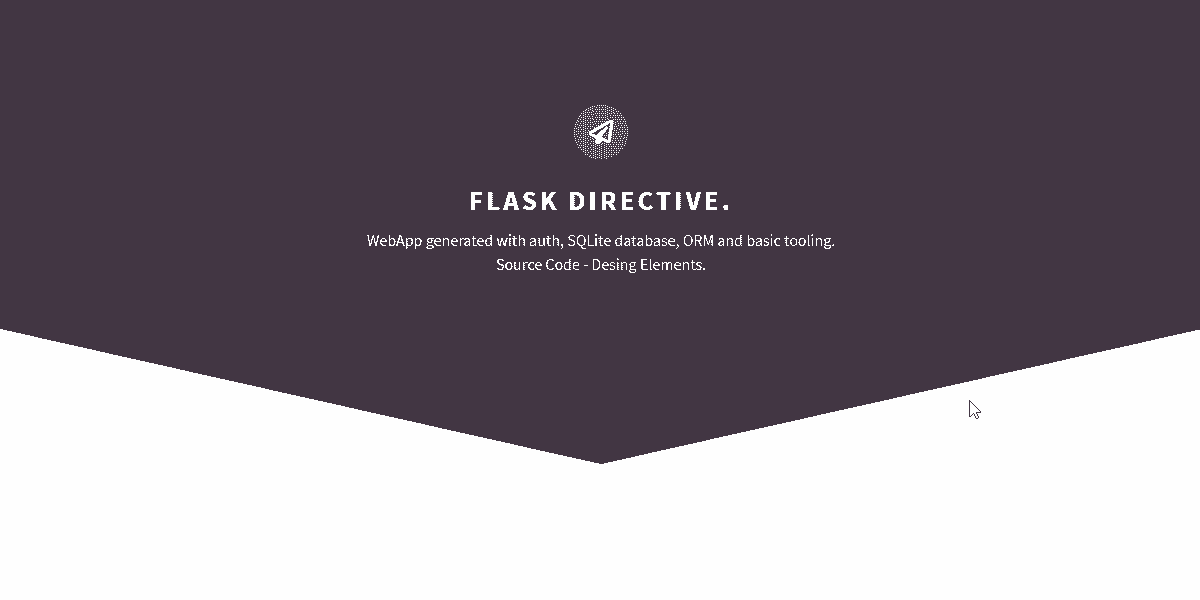 FLASK DIRECTIVE.
WebApp generated with auth, SQLite database, ORM and basic tooling.
Source Code - Desing Elements.